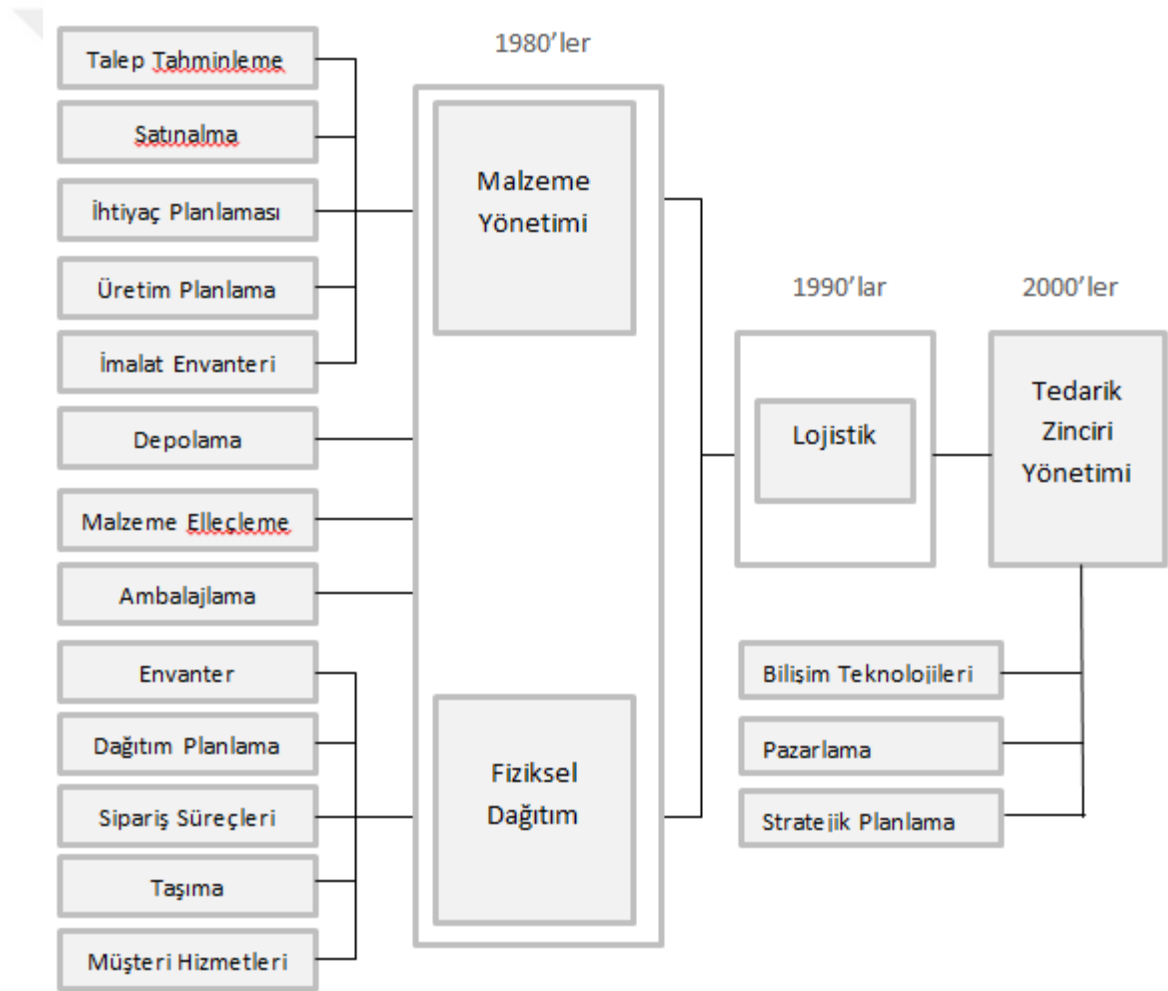 Talep Tahminleme
Satınalma
İhtiyaç Planlaması
Üretim Planlama
İmalat Envanteri
Depolama
Malzeme Elleçleme
Ambalajlama
Envanter
Dağıtım Planlama
Sipariş Süreçleri
Taşıma
Müşteri Hizmetleri
1980'ler
Malzeme
Yönetimi
Fiziksel
Dağıtım
1990'lar
Lojistik
2000'ler
Tedarik
Zinciri
Yönetimi
Bilişim Teknolojileri
Pazarlama
Stratejik Planlama